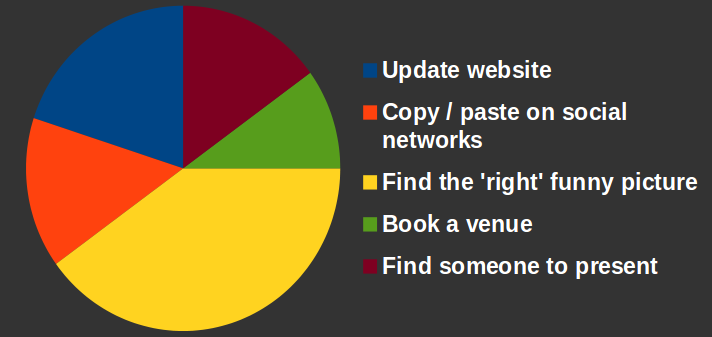 Update website
Copy / paste on social
networks
Find the 'right' funny picture
Book a venue
Find someone to present